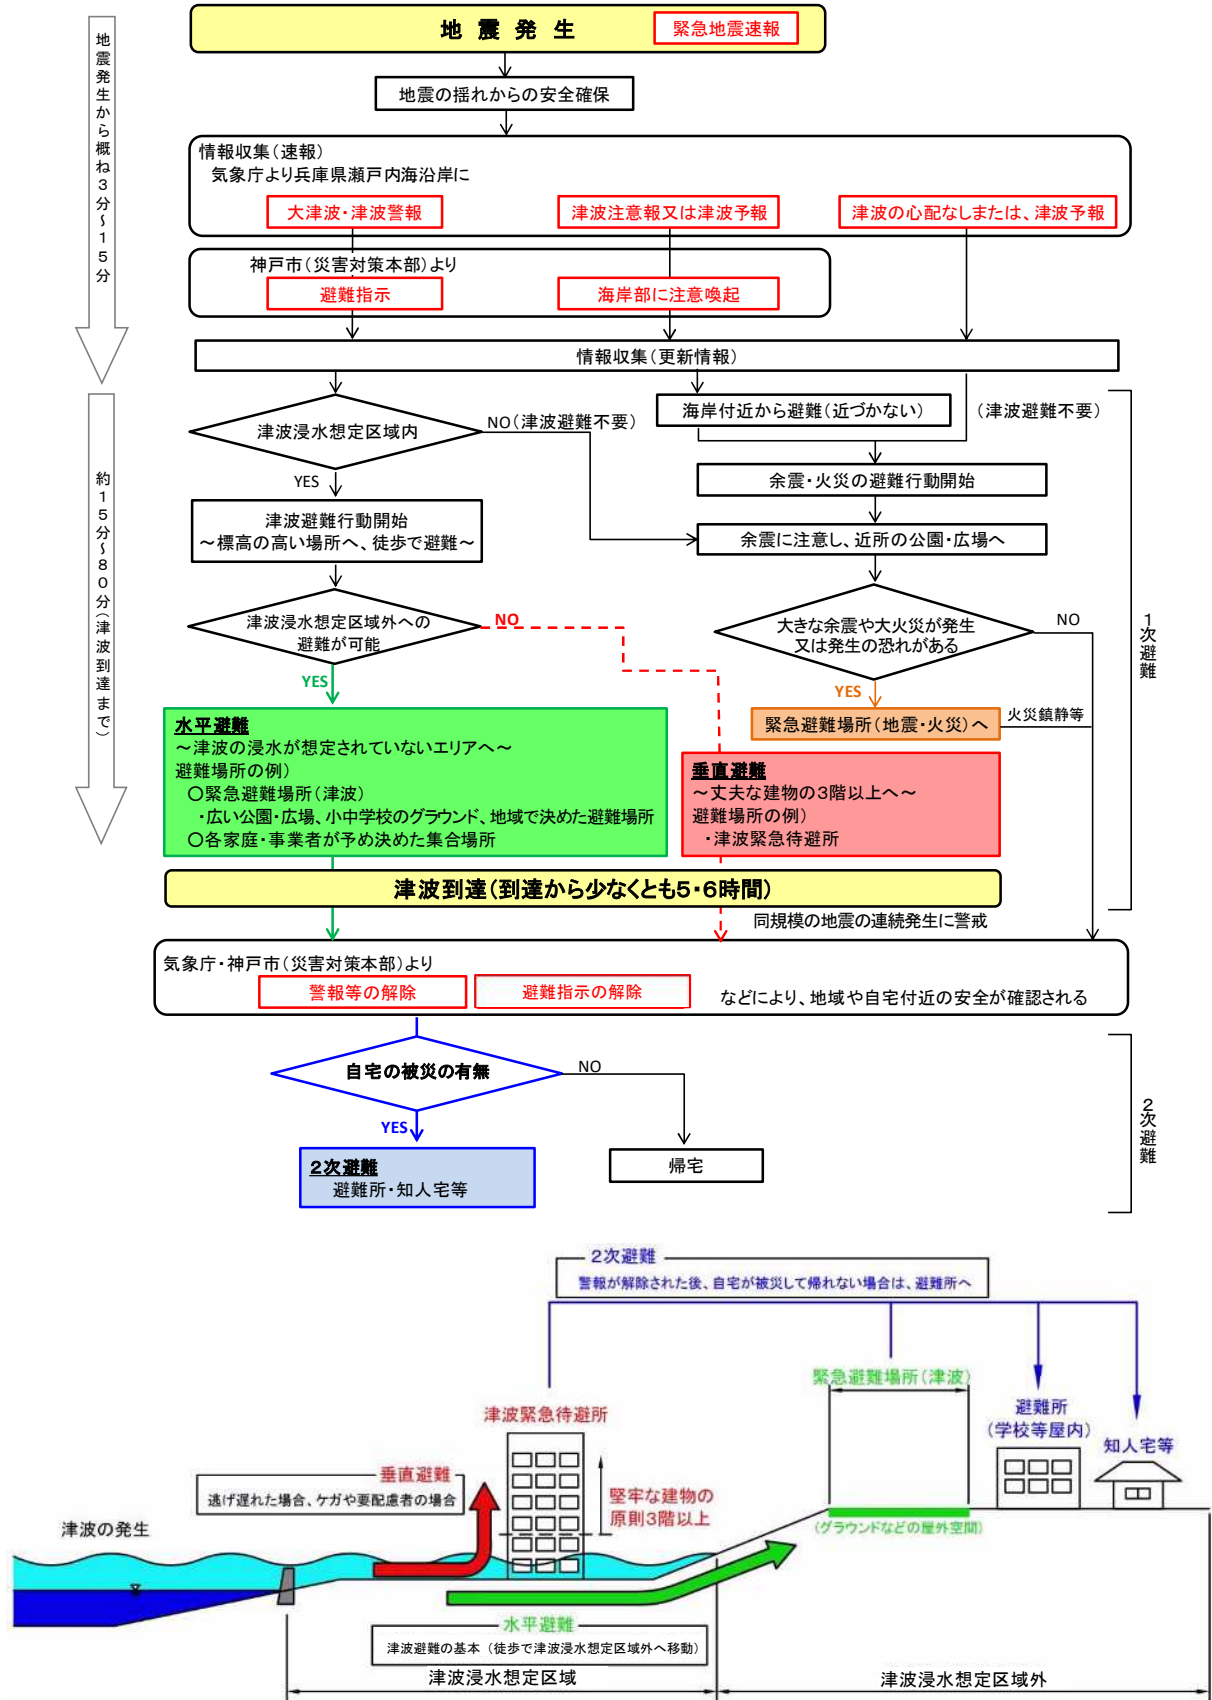 地震発生
緊急地震速報
地震発生から概ね3分~15分
地震の揺れからの安全確保
情報収集(速報)
気象庁より兵庫県瀬戸内海沿岸に
大津波・津波警報
津波注意報又は津波予報
津波の心配なしまたは、津波予報
神戸市(災害対策本部)より
避難指示
海岸部に注意喚起
情報収集(更新情報)
約15分~80分(津波到達まで)
津波浸水想定区域内
NO(津波避難不要)
海岸付近から避難(近づかない)
(津波避難不要)
YES
余震・火災の避難行動開始
津波避難行動開始
~標高の高い場所へ、徒歩で避難~
余震に注意し、近所の公園・広場へ
津波浸水想定区域外への
避難が可能
NO
大きな余震や大火災が発生
又は発生の恐れがある
NO
1次避難
YES
YES
緊急避難場所(地震・火災)へ
火災鎮静等
水平避難
~津波の浸水が想定されていないエリアへ~
避難場所の例)
○緊急避難場所(津波)
・広い公園・広場、小中学校のグラウンド、地域で決めた避難場所
○各家庭・事業者が予め決めた集合場所
垂直避難
~丈夫な建物の3階以上へ~
避難場所の例)
・津波緊急待避所
津波到達(到達から少なくとも5・6時間)
同規模の地震の連続発生に警戒
気象庁・神戸市(災害対策本部)より
警報等の解除
避難指示の解除
などにより、地域や自宅付近の安全が確認される
自宅の被災の有無
NO
YES
2次避難
避難所・知人宅等
帰宅
2次避難
2次避難
警報が解除された後、自宅が被災して帰れない場合は、避難所へ
緊急避難場所(津波)
津波緊急待避所
避難所
(学校等屋内)
知人宅等
垂直避難
逃げ遅れた場合、ケガや要配慮者の場合
堅牢な建物の
原則3階以上
津波の発生
(グラウンドなどの屋外空間)
水平避難
津波避難の基本(徒歩で津波浸水想定区域外へ移動)
津波浸水想定区域
津波浸水想定区域外